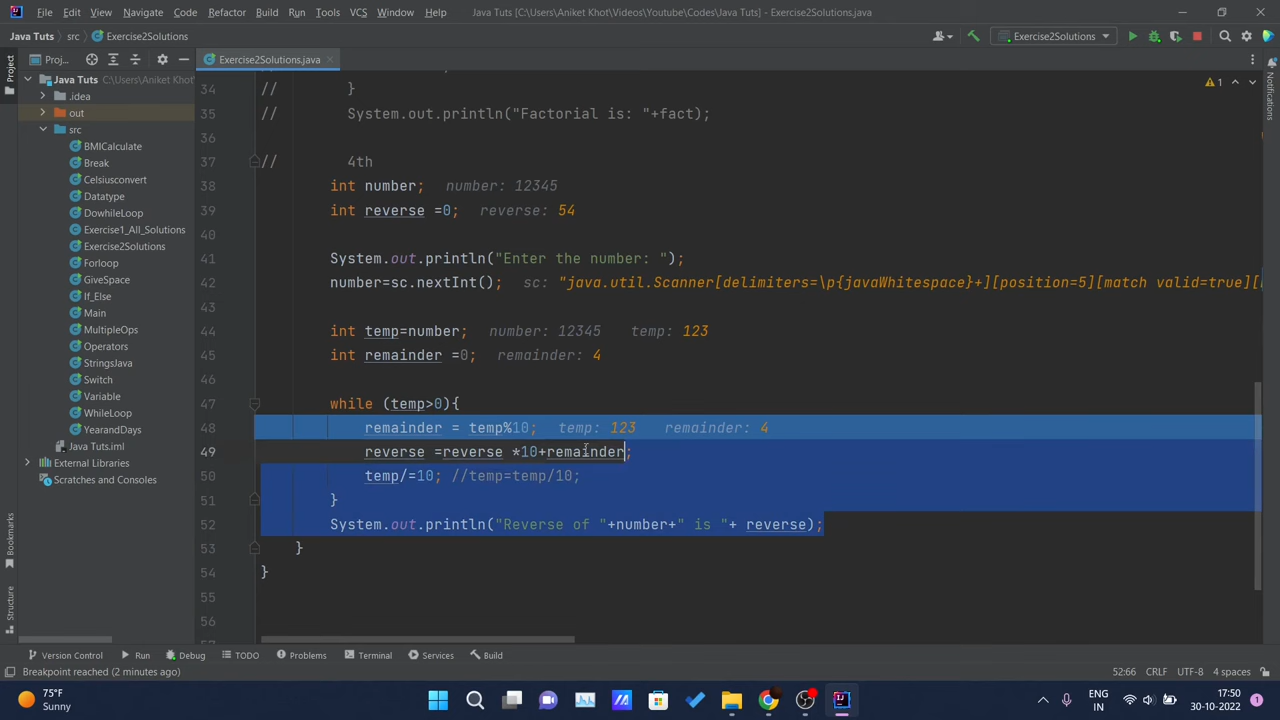 File Edit View Navigate Code Refactor Build Run Tools VCS Window Help Java Tuts [C:\Users\Aniket Khot\Videos\Youtube\Codes\Java Tuts] - Exercise2Solutions.java
Java Tuts src Exercise2Solutions Exercise2Solutions
Project Proj... Exercise2Solutions.java
Java Tuts C:\Users\Aniket Khot
.idea
out
src
BMICalculate
Break
Celsiusconvert
Datatype
DowhileLoop
Exercise1_All_Solutions
Exercise2Solutions
Forloop
GiveSpace
If_Else
Main
MultipleOps
Operators
StringsJava
Switch
Variable
WhileLoop
YearandDays
Java Tuts.iml
External Libraries
Scratches and Consoles
Bookmarks
Structure
34 // }
35 // System.out.println("Factorial is: "+fact);
36
37 // 4th
38 int number; number: 12345
39 int reverse =0; reverse: 54
40
41 System.out.println("Enter the number: ");
42 number=sc.nextInt(); sc: "java.util.Scanner[delimiters=\p{javaWhitespace}+][position=5][match valid=true][
43
44 int temp=number; number: 12345 temp: 123
45 int remainder =0; remainder: 4
46
47 while (temp>0){
48 remainder = temp%10; temp: 123 remainder: 4
49 reverse =reverse *10+remainder;
50 temp/=10; //temp=temp/10;
51 }
52 System.out.println("Reverse of "+number+" is "+ reverse);
53 }
54 }
55
56
1
Notifications
Version Control Run Debug TODO Problems Terminal Services Build
Breakpoint reached (2 minutes ago) 52:66 CRLF UTF-8 4 spaces
75°F
Sunny
ENG
IN
17:50
30-10-2022
1